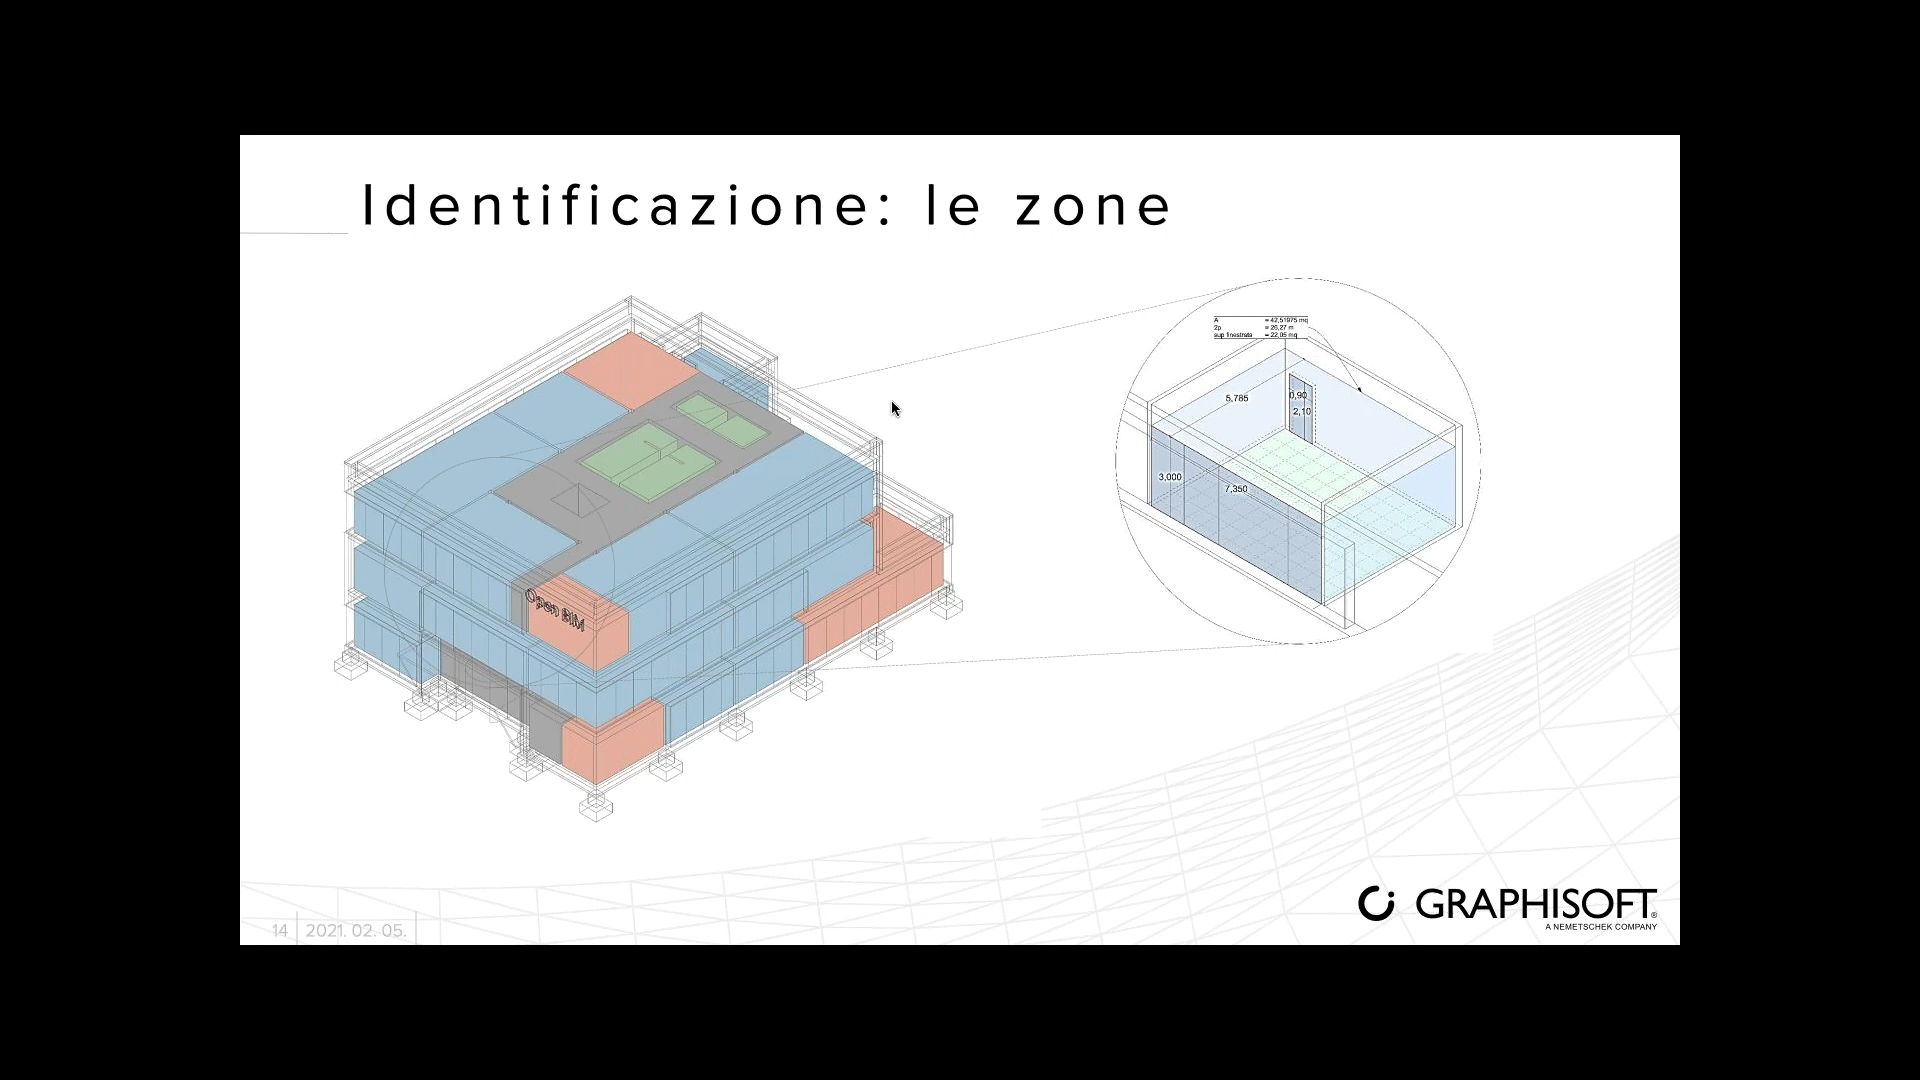 Identificazione: le zone
A = 42,51975 mq
2p = 26,27 m
sup finestrata = 22,05 mq
5,785
0,90
2,10
3,000
7,350
Open BIM
GRAPHISOFT®
A NEMETSCHEK COMPANY
14 2021. 02. 05.